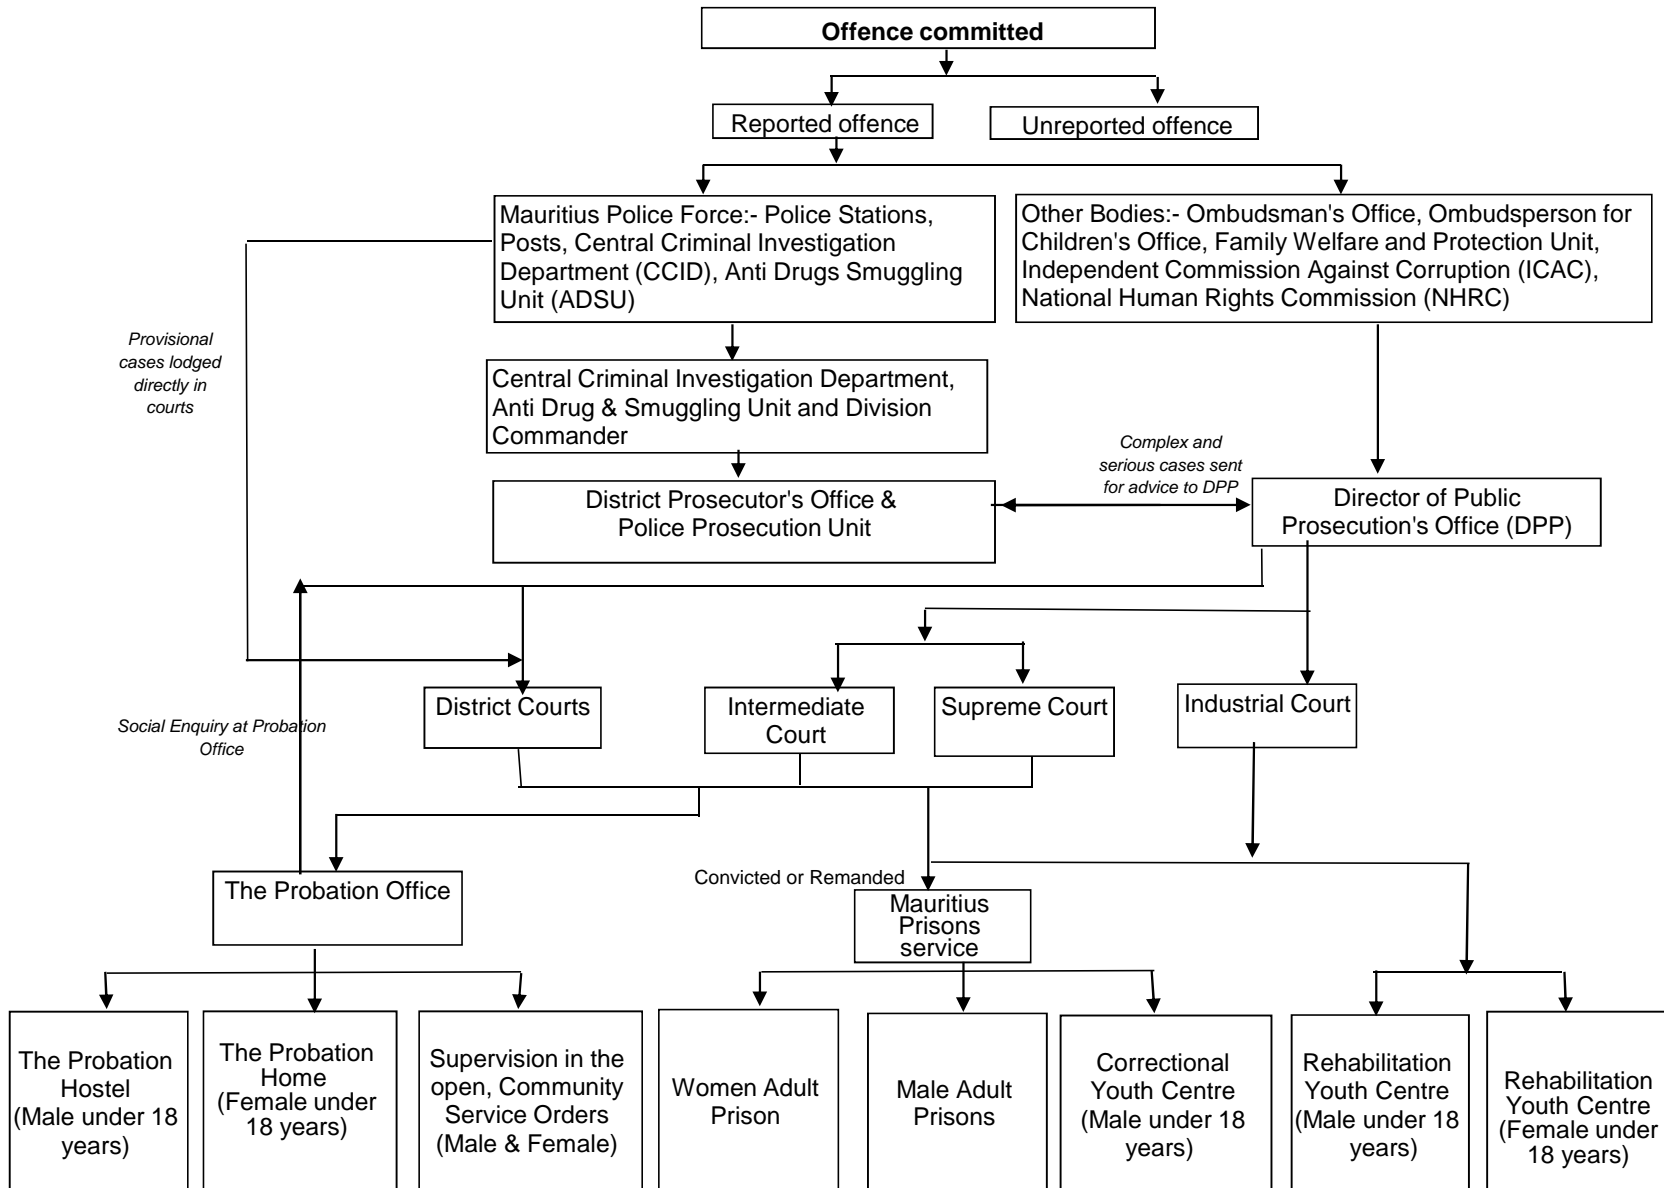 Offence committed
Reported offence
Unreported offence
Mauritius Police Force:- Police Stations,
Posts, Central Criminal Investigation
Department (CCID), Anti Drugs Smuggling
Unit (ADSU)
Other Bodies:- Ombudsman's Office, Ombudsperson for
Children's Office, Family Welfare and Protection Unit,
Independent Commission Against Corruption (ICAC),
National Human Rights Commission (NHRC)
Provisional
cases lodged
directly in
courts
Central Criminal Investigation Department,
Anti Drug & Smuggling Unit and Division
Commander
Complex and
serious cases sent
for advice to DPP
District Prosecutor's Office &
Police Prosecution Unit
Director of Public
Prosecution's Office (DPP)
District Courts
Intermediate
Court
Supreme Court
Industrial Court
Social Enquiry at Probation
Office
The Probation Office
Convicted or Remanded
Mauritius
Prisons
service
The Probation
Hostel
(Male under 18
years)
The Probation
Home
(Female under
18 years)
Supervision in the
open, Community
Service Orders
(Male & Female)
Women Adult
Prison
Male Adult
Prisons
Correctional
Youth Centre
(Male under 18
years)
Rehabilitation
Youth Centre
(Male under 18
years)
Rehabilitation
Youth Centre
(Female under
18 years)